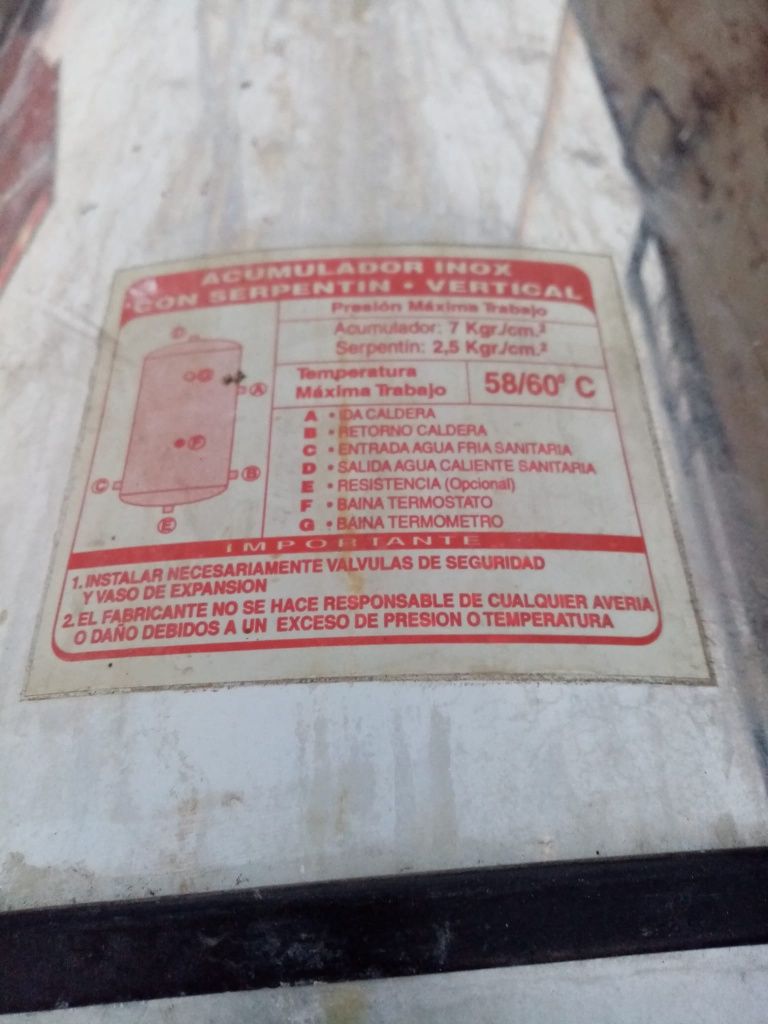 ACUMULADOR INOX
CON SERPENTIN • VERTICAL
Presión Máxima Trabajo
Acumulador: 7 Kgr./cm.²
Serpentín: 2,5 Kgr./cm.²
Temperatura
Máxima Trabajo
58/60° C
D
G
A
F
C
B
E
A • IDA CALDERA
B • RETORNO CALDERA
C • ENTRADA AGUA FRIA SANITARIA
D • SALIDA AGUA CALIENTE SANITARIA
E • RESISTENCIA (Opcional)
F • BAINA TERMOSTATO
G • BAINA TERMOMETRO
IMPORTANTE
1. INSTALAR NECESARIAMENTE VALVULAS DE SEGURIDAD
Y VASO DE EXPANSION
2. EL FABRICANTE NO SE HACE RESPONSABLE DE CUALQUIER AVERIA
O DAÑO DEBIDOS A UN EXCESO DE PRESION O TEMPERATURA